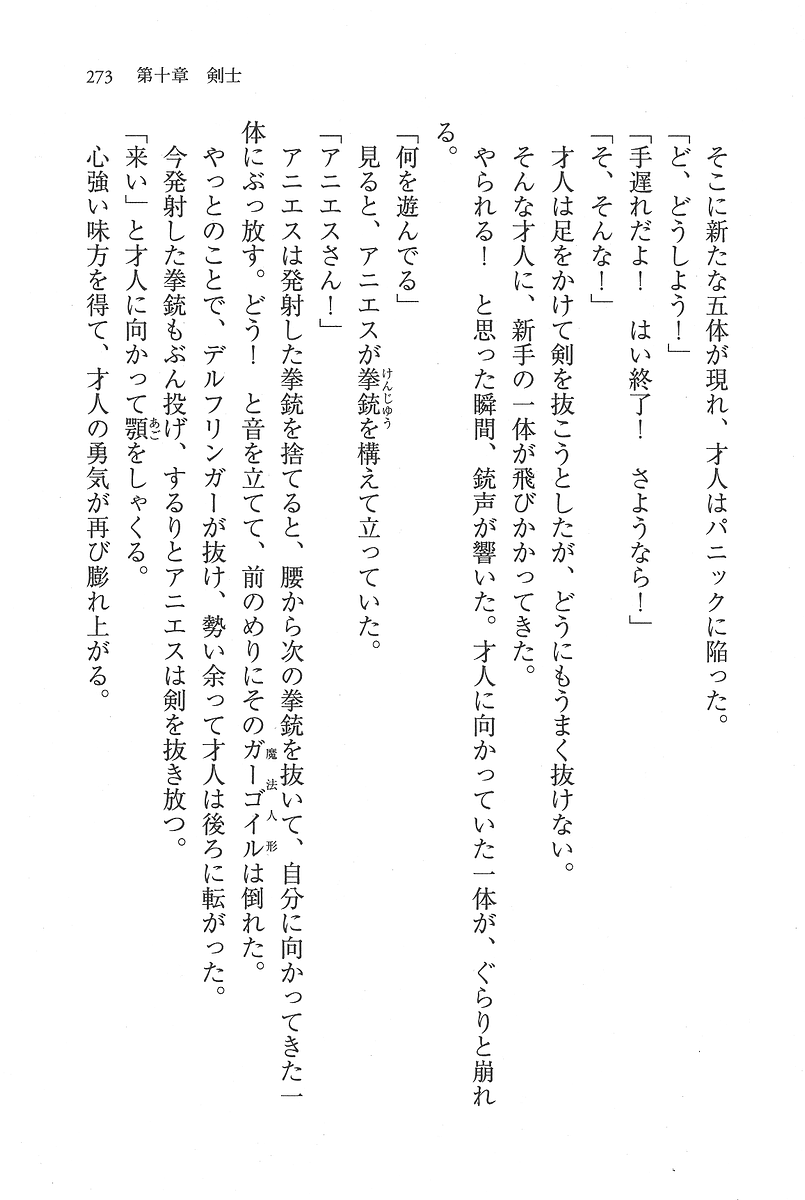 273 第十章 剣士
そこに新たな五体が現れ、才人はパニックに陥った。
「ど、どうしよう！」
「手遅れだよ！　はい終了！　さようなら！」
「そ、そんな！」
才人は足をかけて剣を抜こうとしたが、どうにもうまく抜けない。
そんな才人に、新手の一体が飛びかかってきた。
やられる！　と思った瞬間、銃声が響いた。才人に向かっていた一体が、ぐらりと崩れ
る。
「何を遊んでる」
見ると、アニエスが拳銃を構えて立っていた。
けんじゅう
「アニエスさん！」
アニエスは発射した拳銃を捨てると、腰から次の拳銃を抜いて、自分に向かってきた一
体にぶっ放す。どう！　と音を立てて、前のめりにそのガーゴイルは倒れた。
魔法人形
やっとのことで、デルフリンガーが抜け、勢い余って才人は後ろに転がった。
今発射した拳銃もぶん投げ、するりとアニエスは剣を抜き放つ。
「来い」と才人に向かって顎をしゃくる。
あご
心強い味方を得て、才人の勇気が再び膨れ上がる。